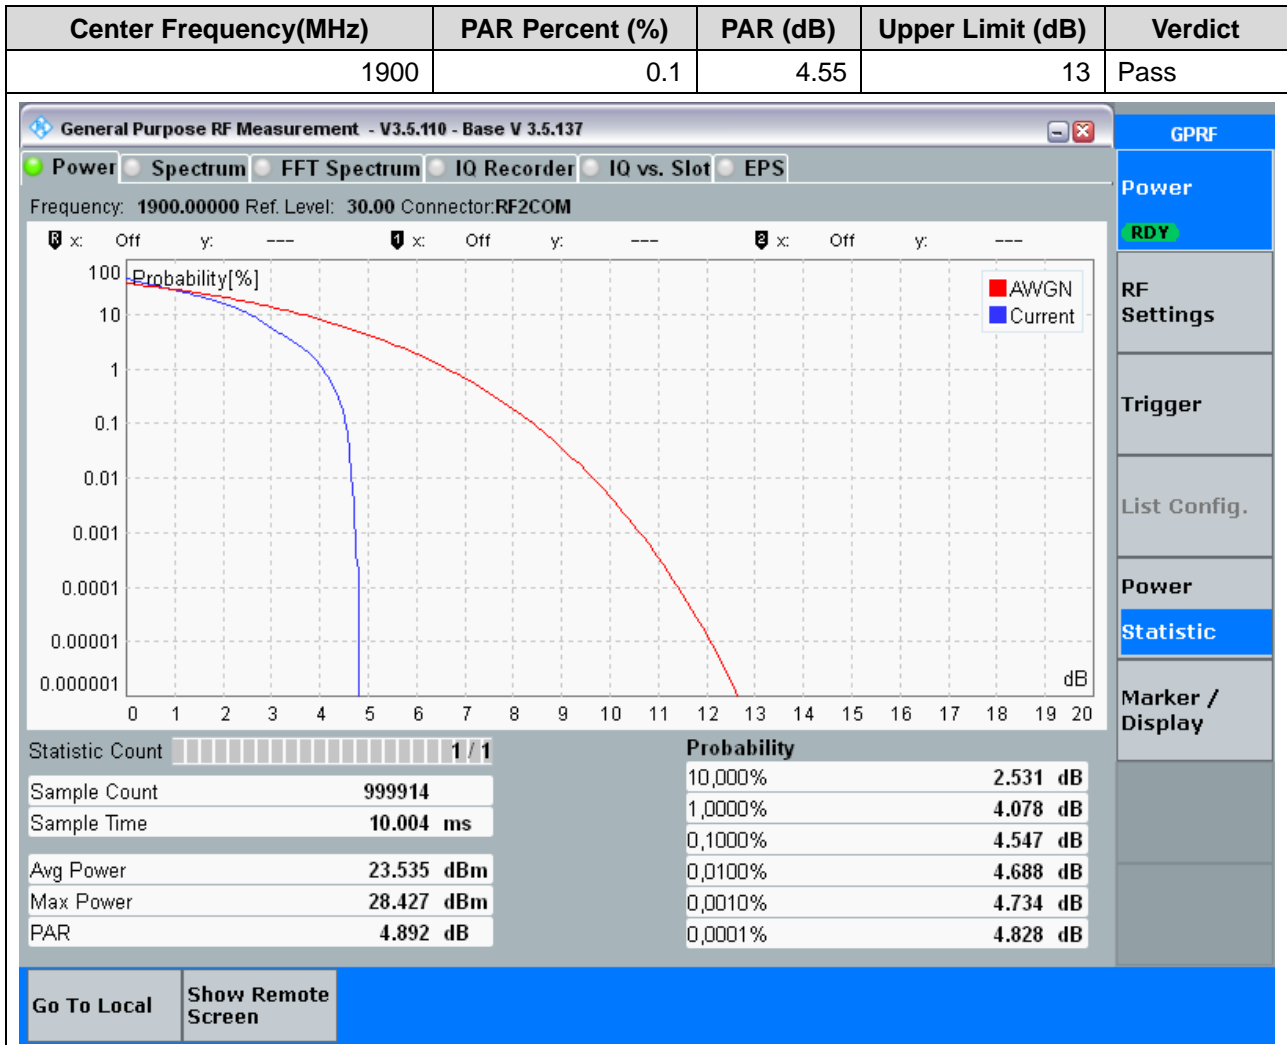 Center Frequency(MHz) PAR Percent (%) PAR (dB) Upper Limit (dB) Verdict
1900 0.1 4.55 13 Pass
General Purpose RF Measurement - V3.5.110 - Base V 3.5.137
GPRF
Power Spectrum FFT Spectrum IQ Recorder IQ vs. Slot EPS
Power
RDY
Frequency: 1900.00000 Ref. Level: 30.00 Connector:RF2COM
R x: Off y: --- 1 x: Off y: --- 2 x: Off y: ---
Probability[%]
100
10
1
0.1
0.01
0.001
0.0001
0.00001
0.000001
AWGN
Current
dB
0 1 2 3 4 5 6 7 8 9 10 11 12 13 14 15 16 17 18 19 20
RF
Settings
Trigger
List Config.
Power
Statistic
Marker /
Display
Statistic Count 1 / 1
Sample Count 999914
Sample Time 10.004 ms
Avg Power 23.535 dBm
Max Power 28.427 dBm
PAR 4.892 dB
Probability
10,000% 2.531 dB
1,0000% 4.078 dB
0,1000% 4.547 dB
0,0100% 4.688 dB
0,0010% 4.734 dB
0,0001% 4.828 dB
Go To Local
Show Remote
Screen